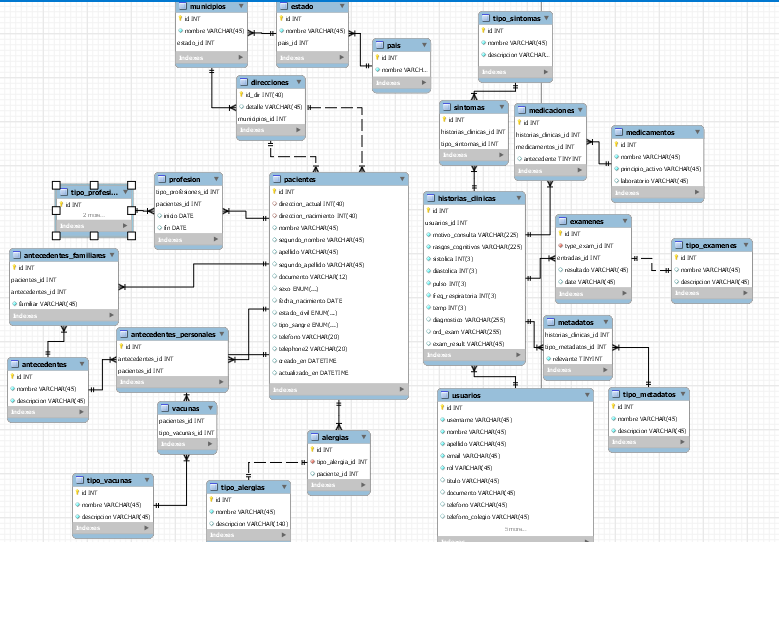 municipios
id INT
nombre VARCHAR(45)
estado_id INT
Indexes
estado
id INT
nombre VARCHAR(45)
pais_id INT
Indexes
pais
id INT
nombre VARCH...
Indexes
direcciones
id_dir INT(40)
detalle VARCHAR(45)
municipios_id INT
Indexes
tipo_sintomas
id INT
nombre VARCHAR(45)
descripcion VARCHAR...
Indexes
sintomas
id INT
historias_clinicas_id INT
tipo_sintomas_id INT
Indexes
medicaciones
id INT
historias_clinicas_id INT
medicamentos_id INT
antecedente TINYINT
Indexes
medicamentos
id INT
nombre VARCHAR(45)
principio_activo VARCHAR(45)
laboratorio VARCHAR(45)
Indexes
tipo_profesi...
id INT
2 more...
Indexes
profesion
tipo_profesiones_id INT
pacientes_id INT
inicio DATE
fin DATE
Indexes
pacientes
id INT
direccion_actual INT(40)
direccion_nacimiento INT(40)
nombre VARCHAR(45)
segundo_nombre VARCHAR(45)
apellido VARCHAR(45)
segundo_apellido VARCHAR(45)
documento VARCHAR(12)
sexo ENUM(...)
fecha_nacimiento DATE
estado_civil ENUM(...)
tipo_sangre ENUM(...)
telefono VARCHAR(20)
telephone2 VARCHAR(20)
creado_en DATETIME
actualizado_en DATETIME
Indexes
historias_clinicas
id INT
usuarios_id INT
motivo_consulta VARCHAR(225)
rasgos_cognitivos VARCHAR(225)
sistolica INT(3)
diastolica INT(3)
pulso INT(3)
freq_respiratoria INT(3)
temp INT(3)
diagnostico VARCHAR(255)
ord_exam VARCHAR(255)
exam_result VARCHAR(45)
Indexes
examenes
id INT
type_exam_id INT
entradas_id INT
resultado VARCHAR(45)
date VARCHAR(45)
Indexes
tipo_examenes
id INT
nombre VARCHAR(45)
descripcion VARCHAR(45)
Indexes
antecedentes_familiares
id INT
pacientes_id INT
antecedentes_id INT
familiar VARCHAR(45)
Indexes
antecedentes_personales
id INT
antecedentes_id INT
pacientes_id INT
Indexes
antecedentes
id INT
nombre VARCHAR(45)
descripcion VARCHAR(45)
Indexes
metadatos
historias_clinicas_id INT
tipo_metadatos_id INT
relevante TINYINT
Indexes
tipo_metadatos
id INT
nombre VARCHAR(45)
descripcion VARCHAR(45)
Indexes
usuarios
id INT
username VARCHAR(45)
nombre VARCHAR(45)
apellido VARCHAR(45)
email VARCHAR(45)
rol VARCHAR(45)
titulo VARCHAR(45)
documento VARCHAR(45)
telefono VARCHAR(45)
telefono_colegio VARCHAR(45)
5 more...
Indexes
vacunas
pacientes_id INT
tipo_vacunas_id INT
Indexes
alergias
id INT
tipo_alergia_id INT
paciente_id INT
Indexes
tipo_vacunas
id INT
nombre VARCHAR(45)
descripcion VARCHAR(45)
Indexes
tipo_alergias
id INT
nombre VARCHAR(45)
descripcion VARCHAR(140)
Indexes